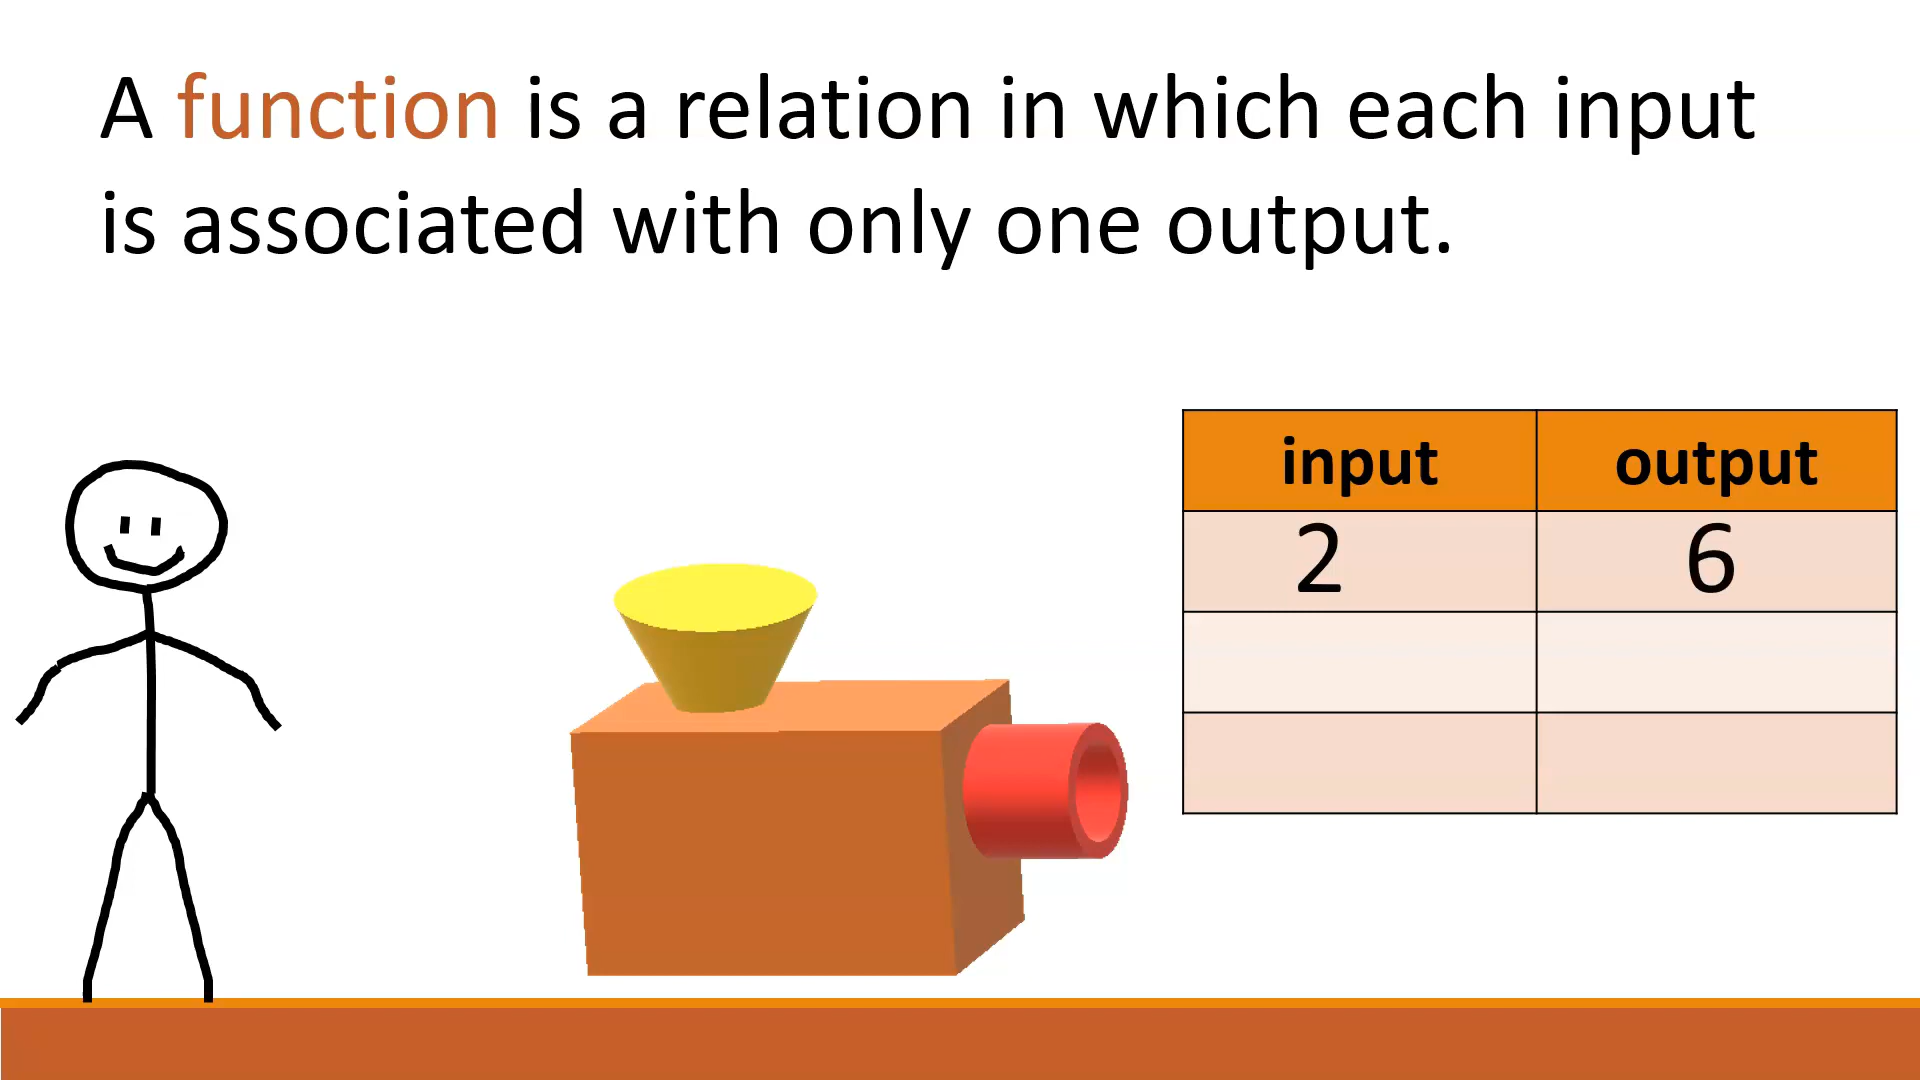 A function is a relation in which each input
is associated with only one output.
input output
2 6